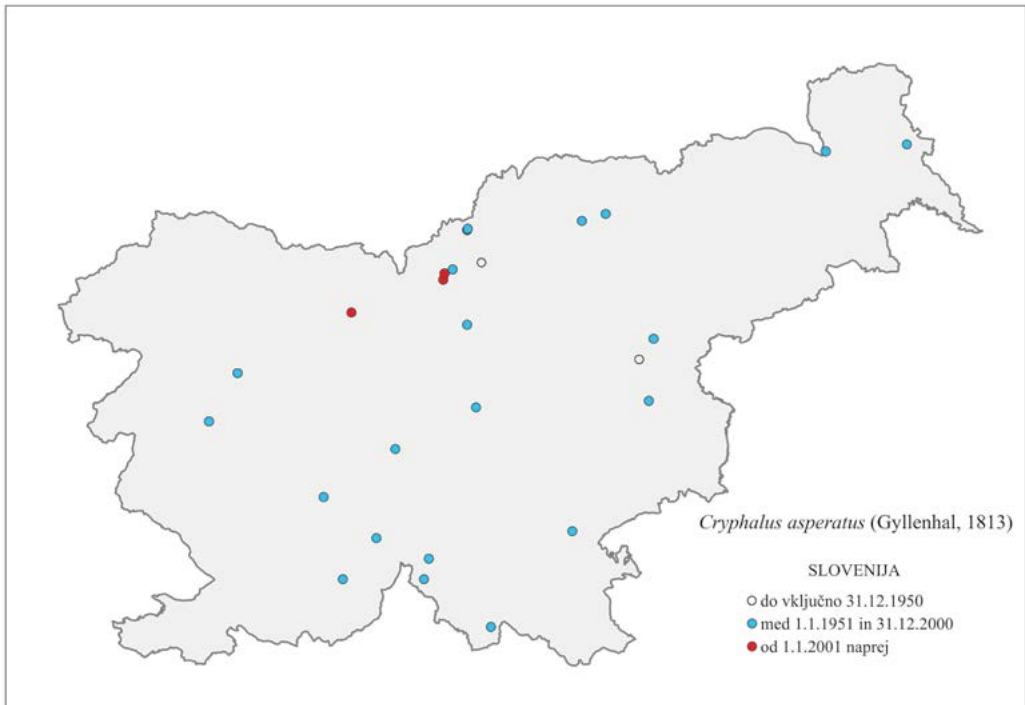 Cryphalus asperatus (Gyllenhal, 1813)
SLOVENIJA
do vključno 31.12.1950
med 1.1.1951 in 31.12.2000
od 1.1.2001 naprej